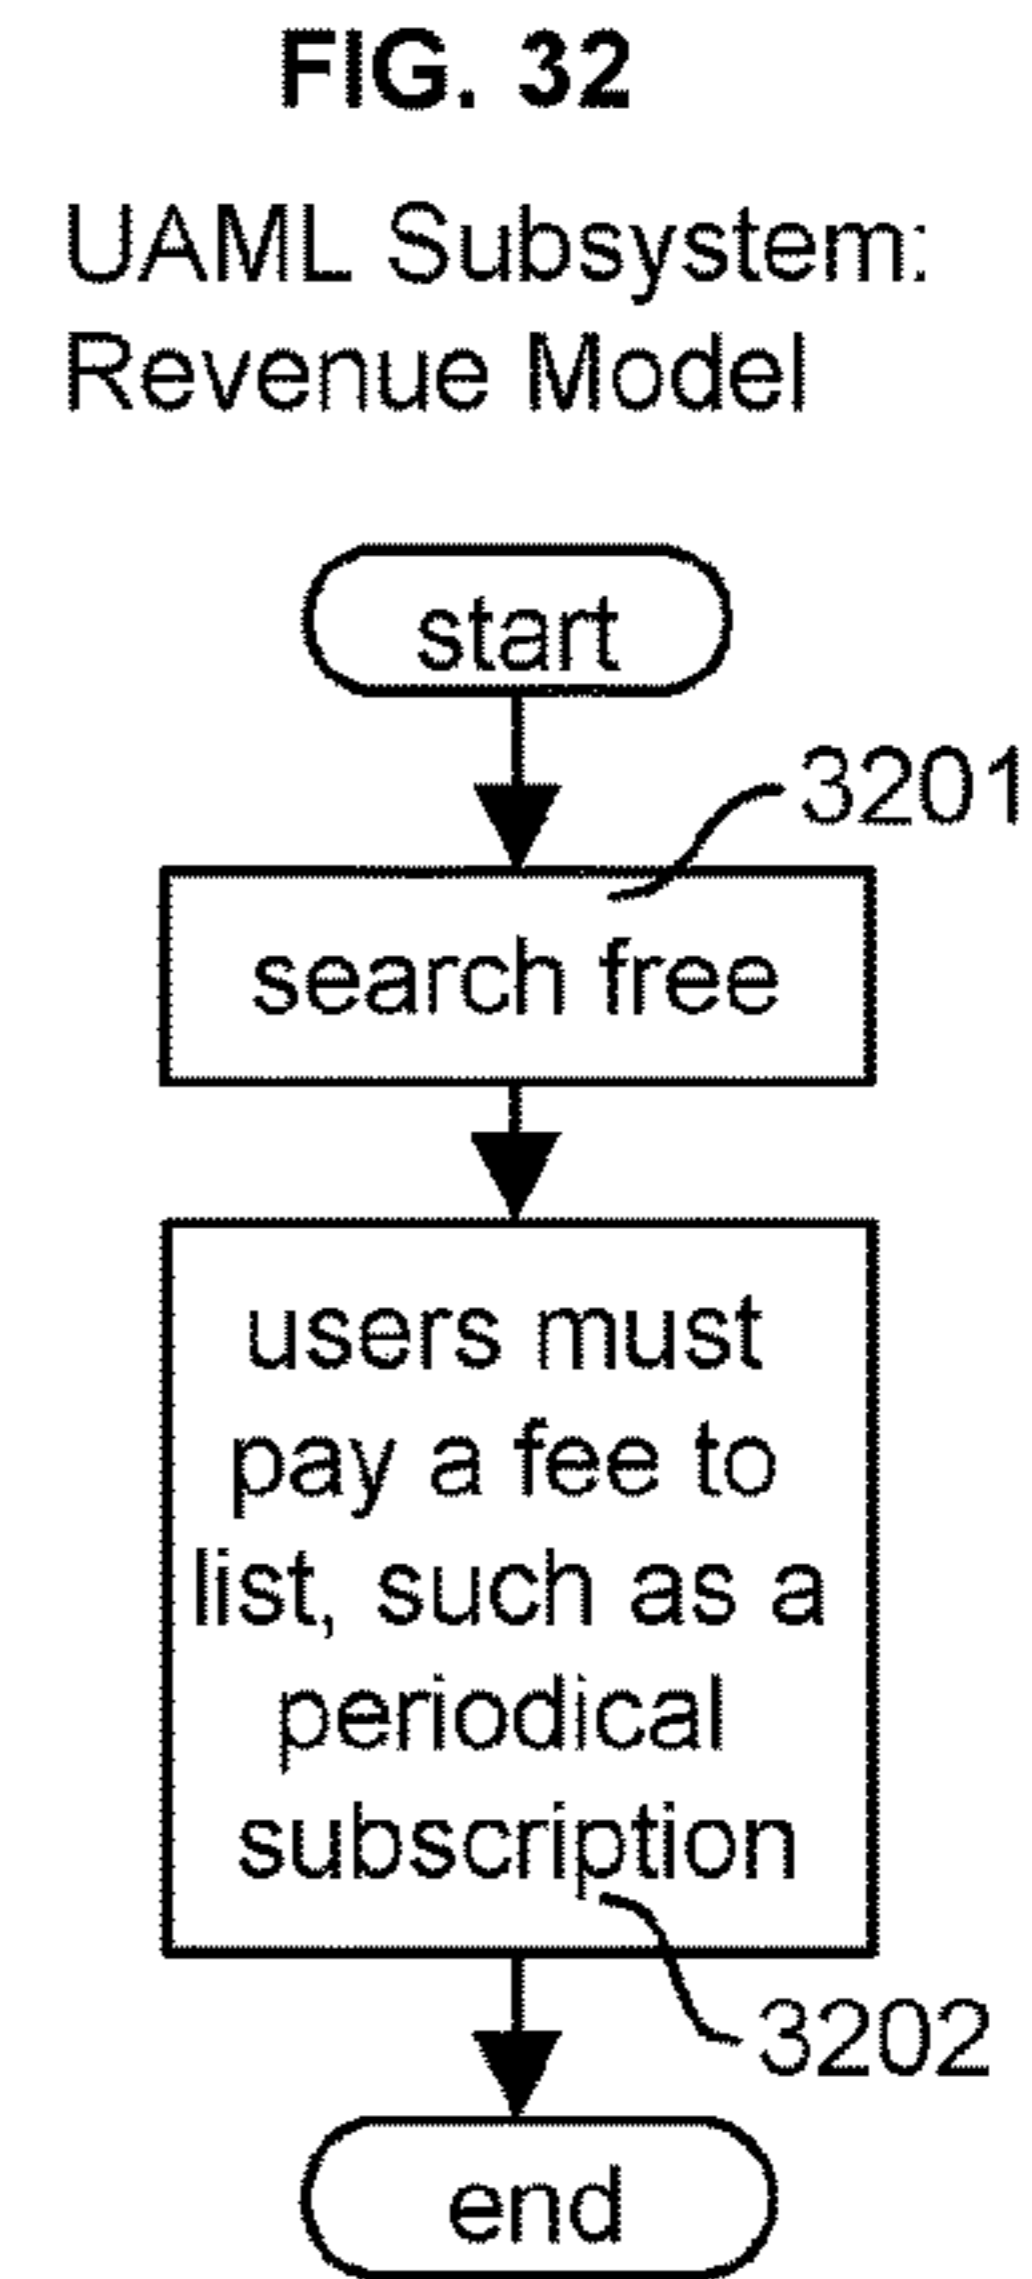 FIG. 32
UAML Subsystem:
Revenue Model
start
3201
search free
users must
pay a fee to
list, such as a
periodical
subscription
3202
end